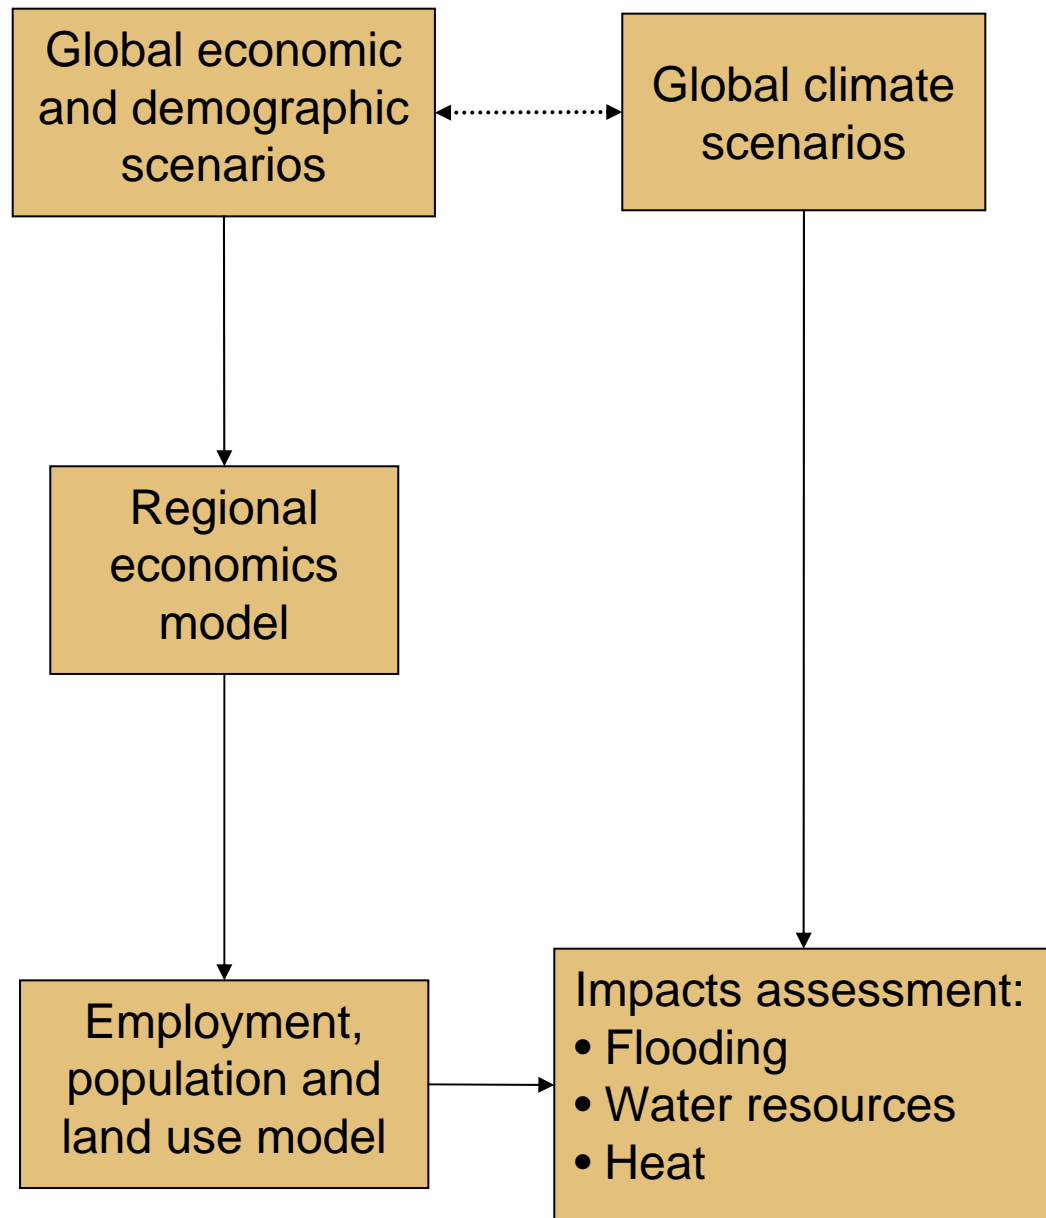 Global economic
and demographic
scenarios
Global climate
scenarios
Regional
economics
model
Employment,
population and
land use model
Impacts assessment:
• Flooding
• Water resources
• Heat